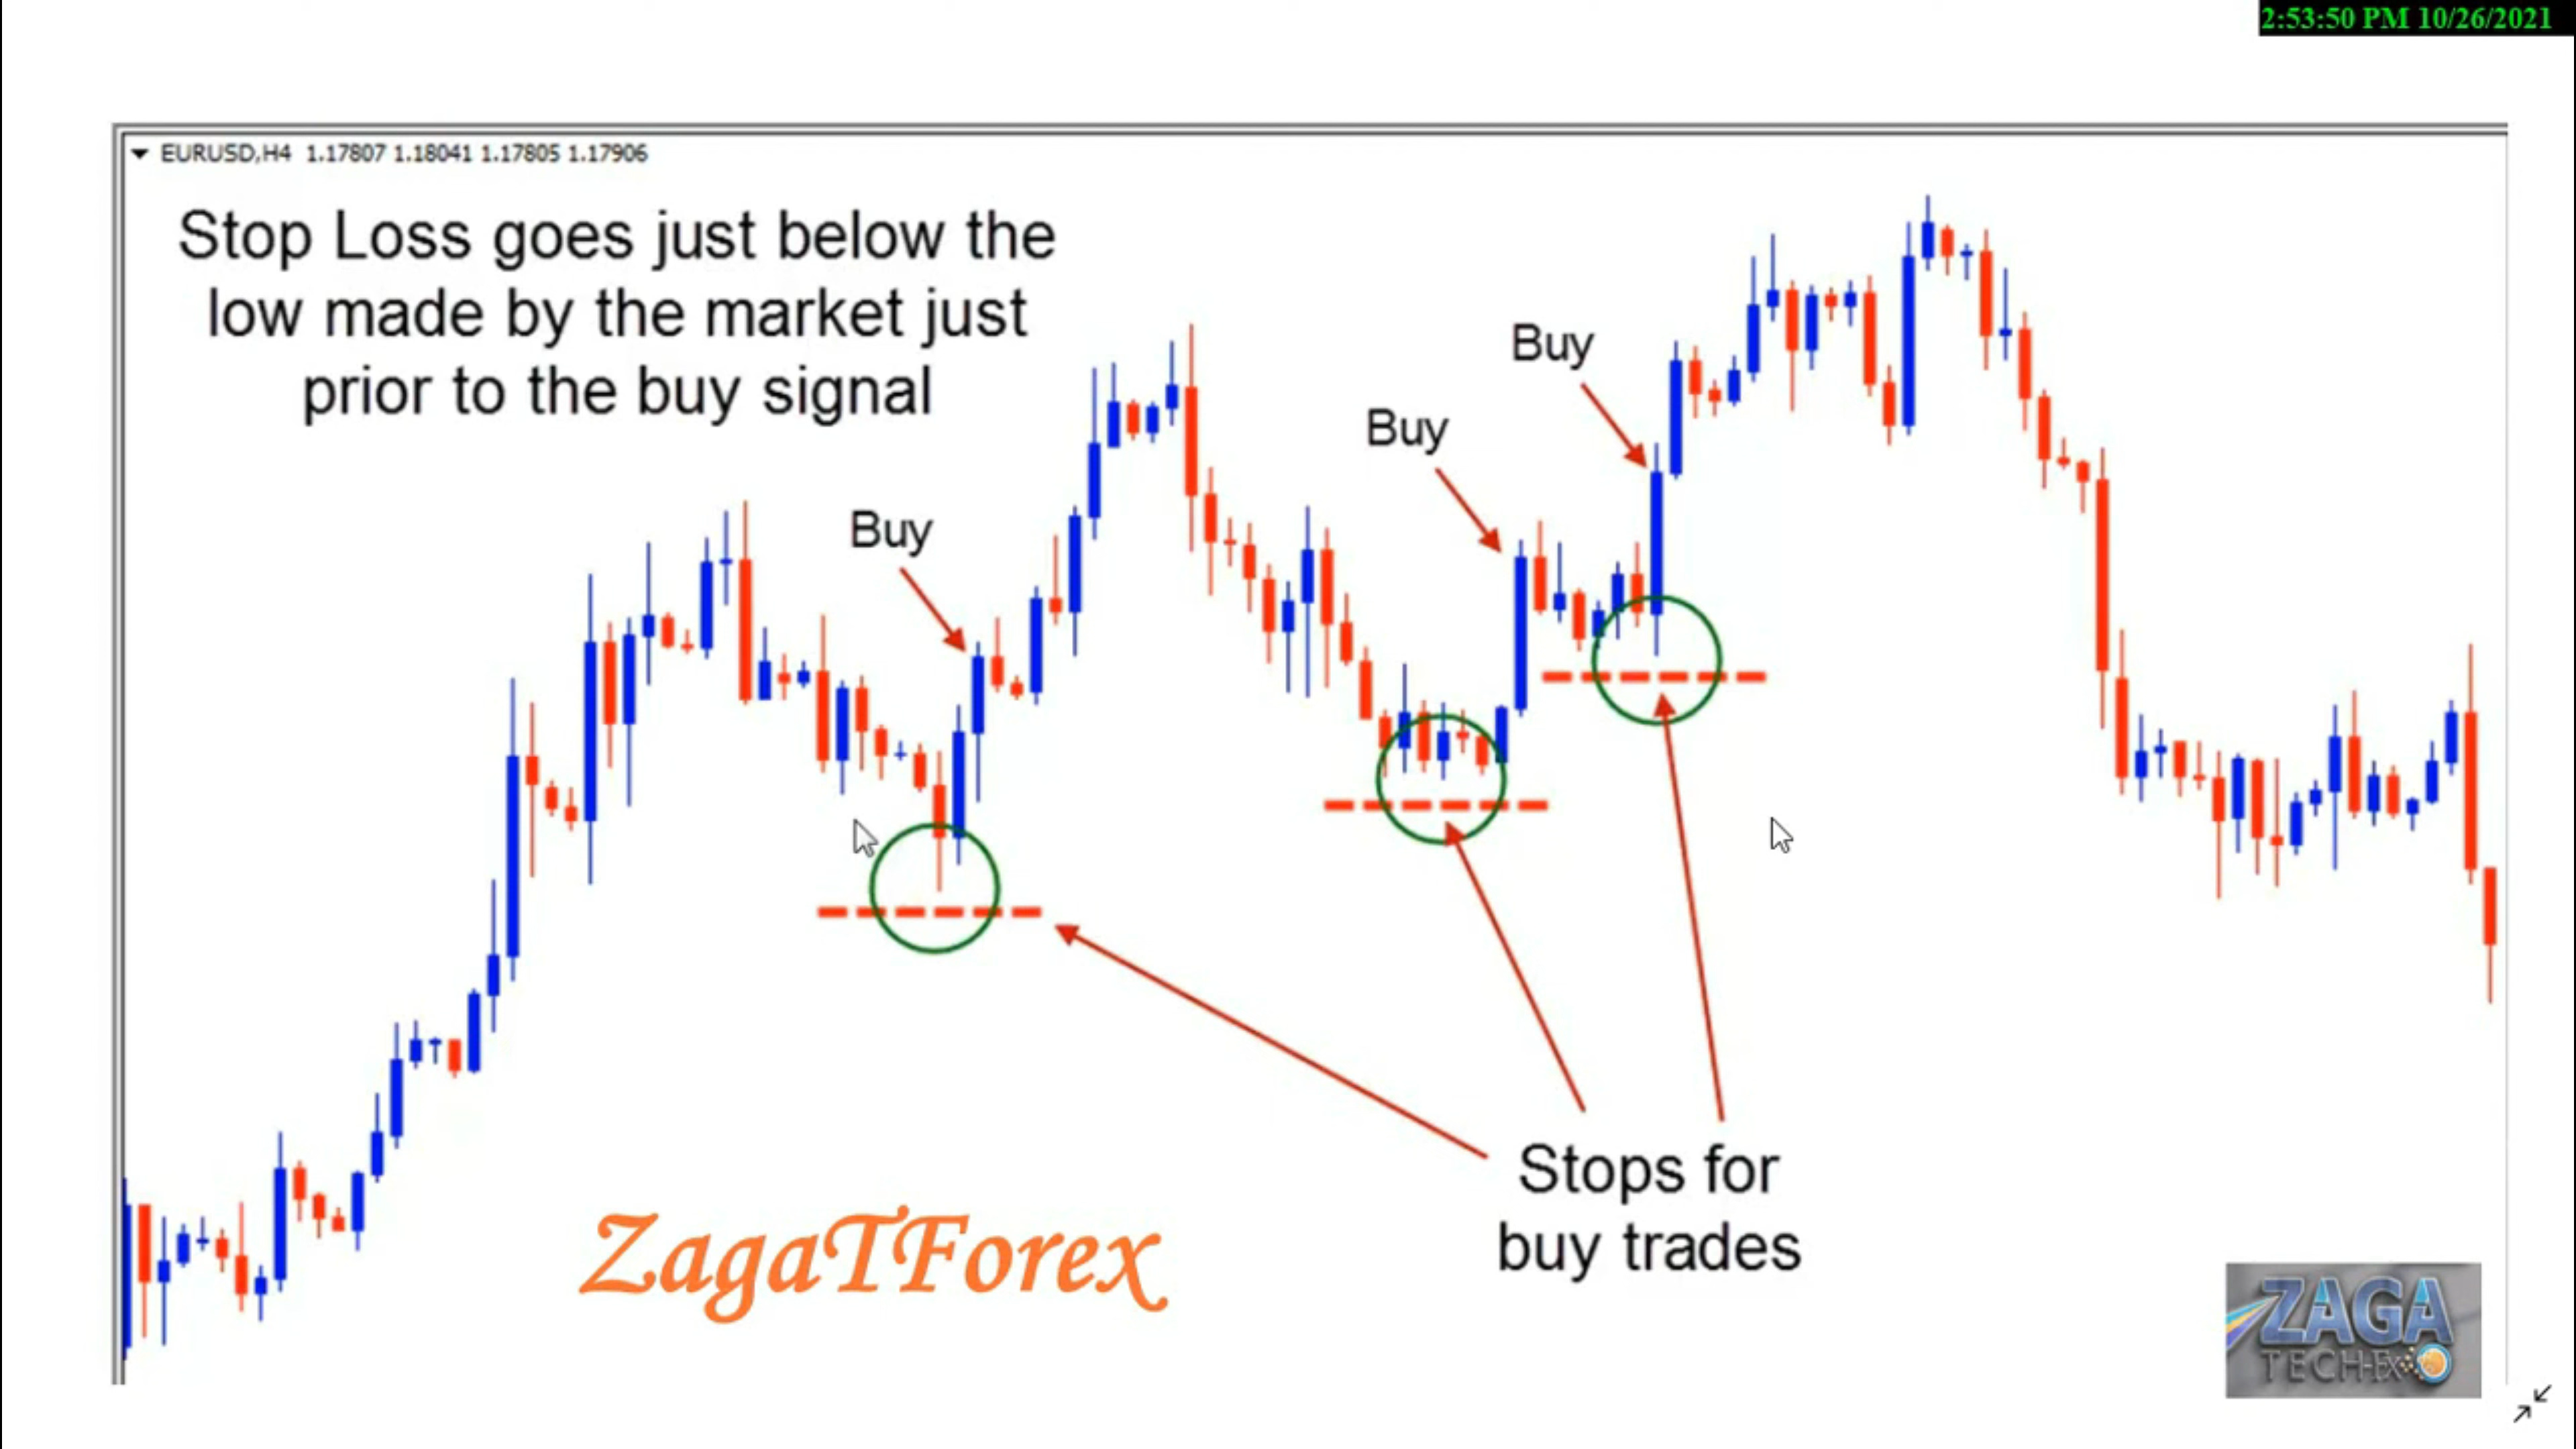 2:53:50 PM 10/26/2021
EURUSD,H4 1.17807 1.18041 1.17805 1.17906
Stop Loss goes just below the
low made by the market just
prior to the buy signal
Buy
Buy
Buy
Stops for
buy trades
ZagaTForex
ZAGA
TECH-Ex